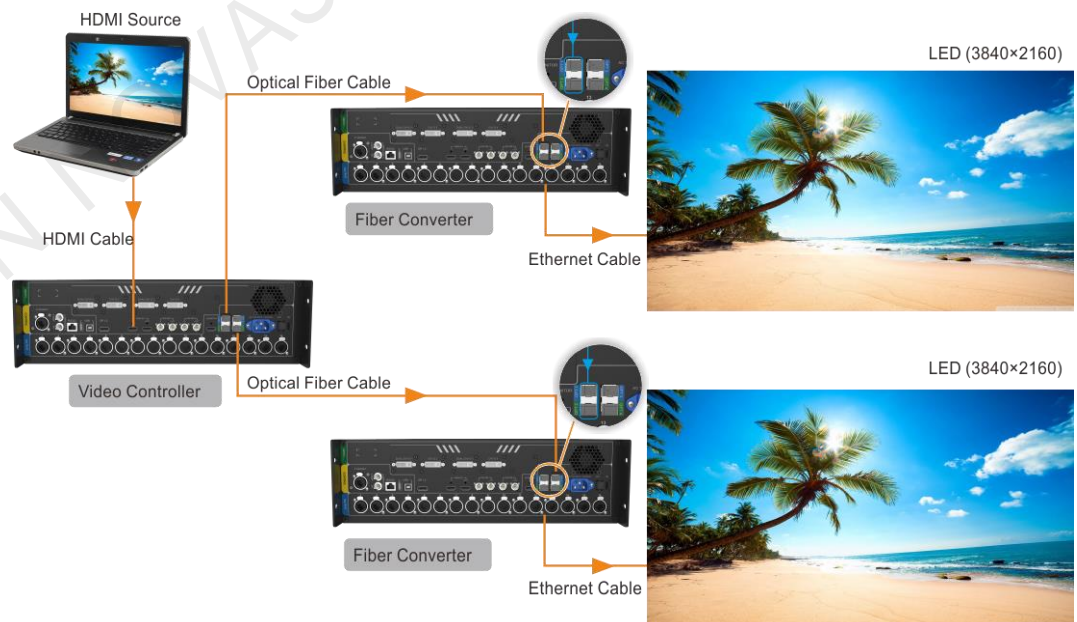 HDMI Source
LED (3840×2160)
Optical Fiber Cable
Fiber Converter
HDMI Cable
Ethernet Cable
Video Controller
Optical Fiber Cable
LED (3840×2160)
Fiber Converter
Ethernet Cable